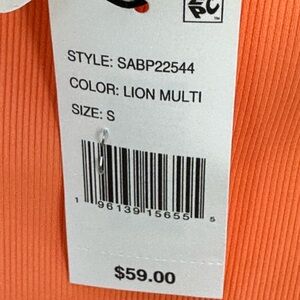 STYLE: SABP22544
COLOR: LION MULTI
SIZE: S
1 96139 15655 5
$59.00